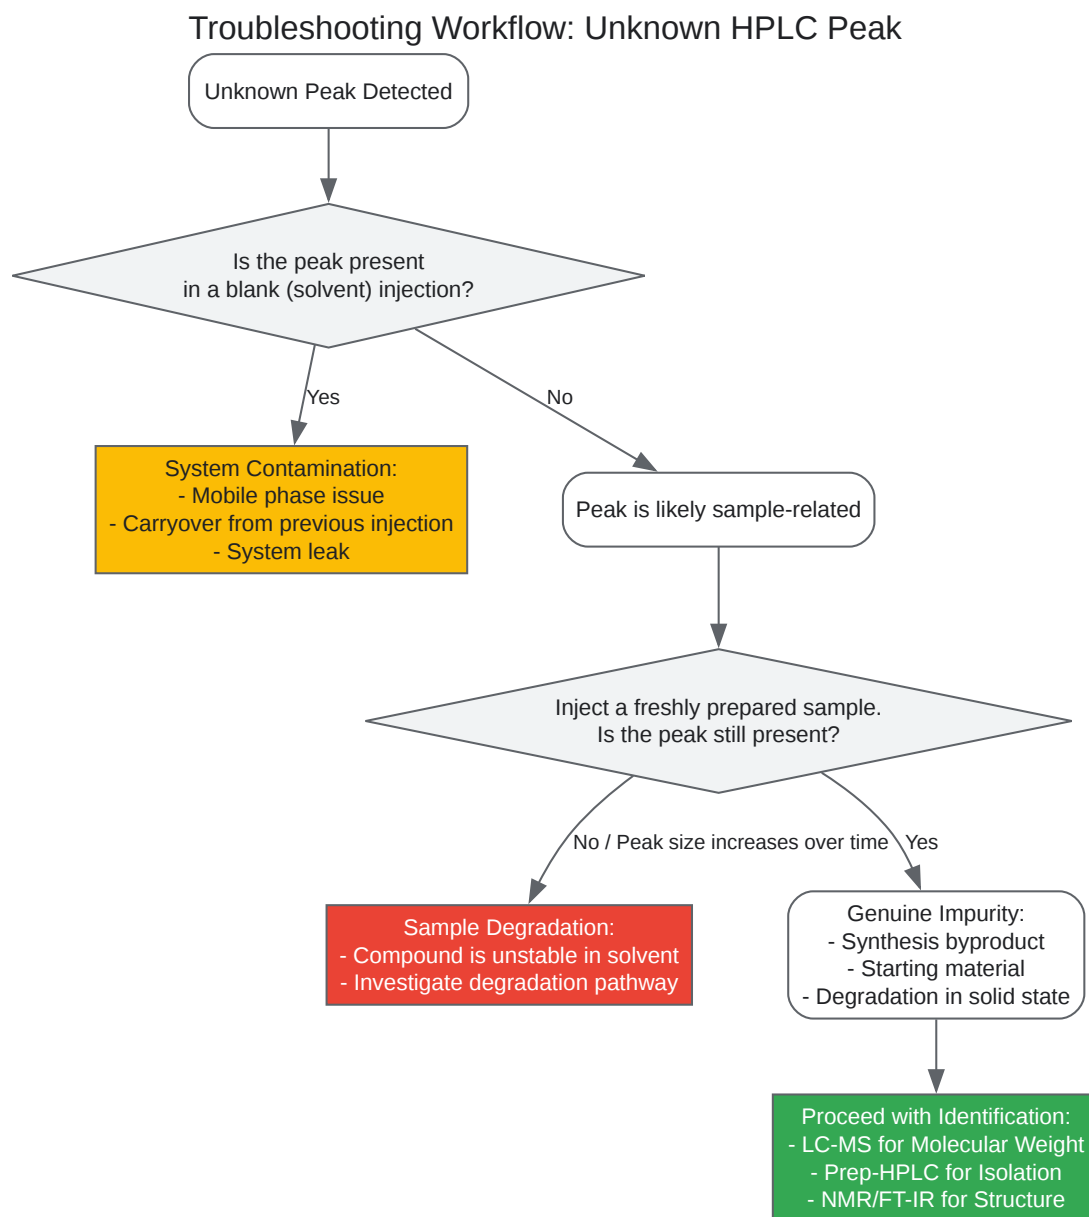 Troubleshooting Workflow: Unknown HPLC Peak
Unknown Peak Detected
Is the peak present
in a blank (solvent) injection?
Yes
No
System Contamination:
- Mobile phase issue
- Carryover from previous injection
- System leak
Peak is likely sample-related
Inject a freshly prepared sample.
Is the peak still present?
No / Peak size increases over time
Yes
Sample Degradation:
- Compound is unstable in solvent
- Investigate degradation pathway
Genuine Impurity:
- Synthesis byproduct
- Starting material
- Degradation in solid state
Proceed with Identification:
- LC-MS for Molecular Weight
- Prep-HPLC for Isolation
- NMR/FT-IR for Structure